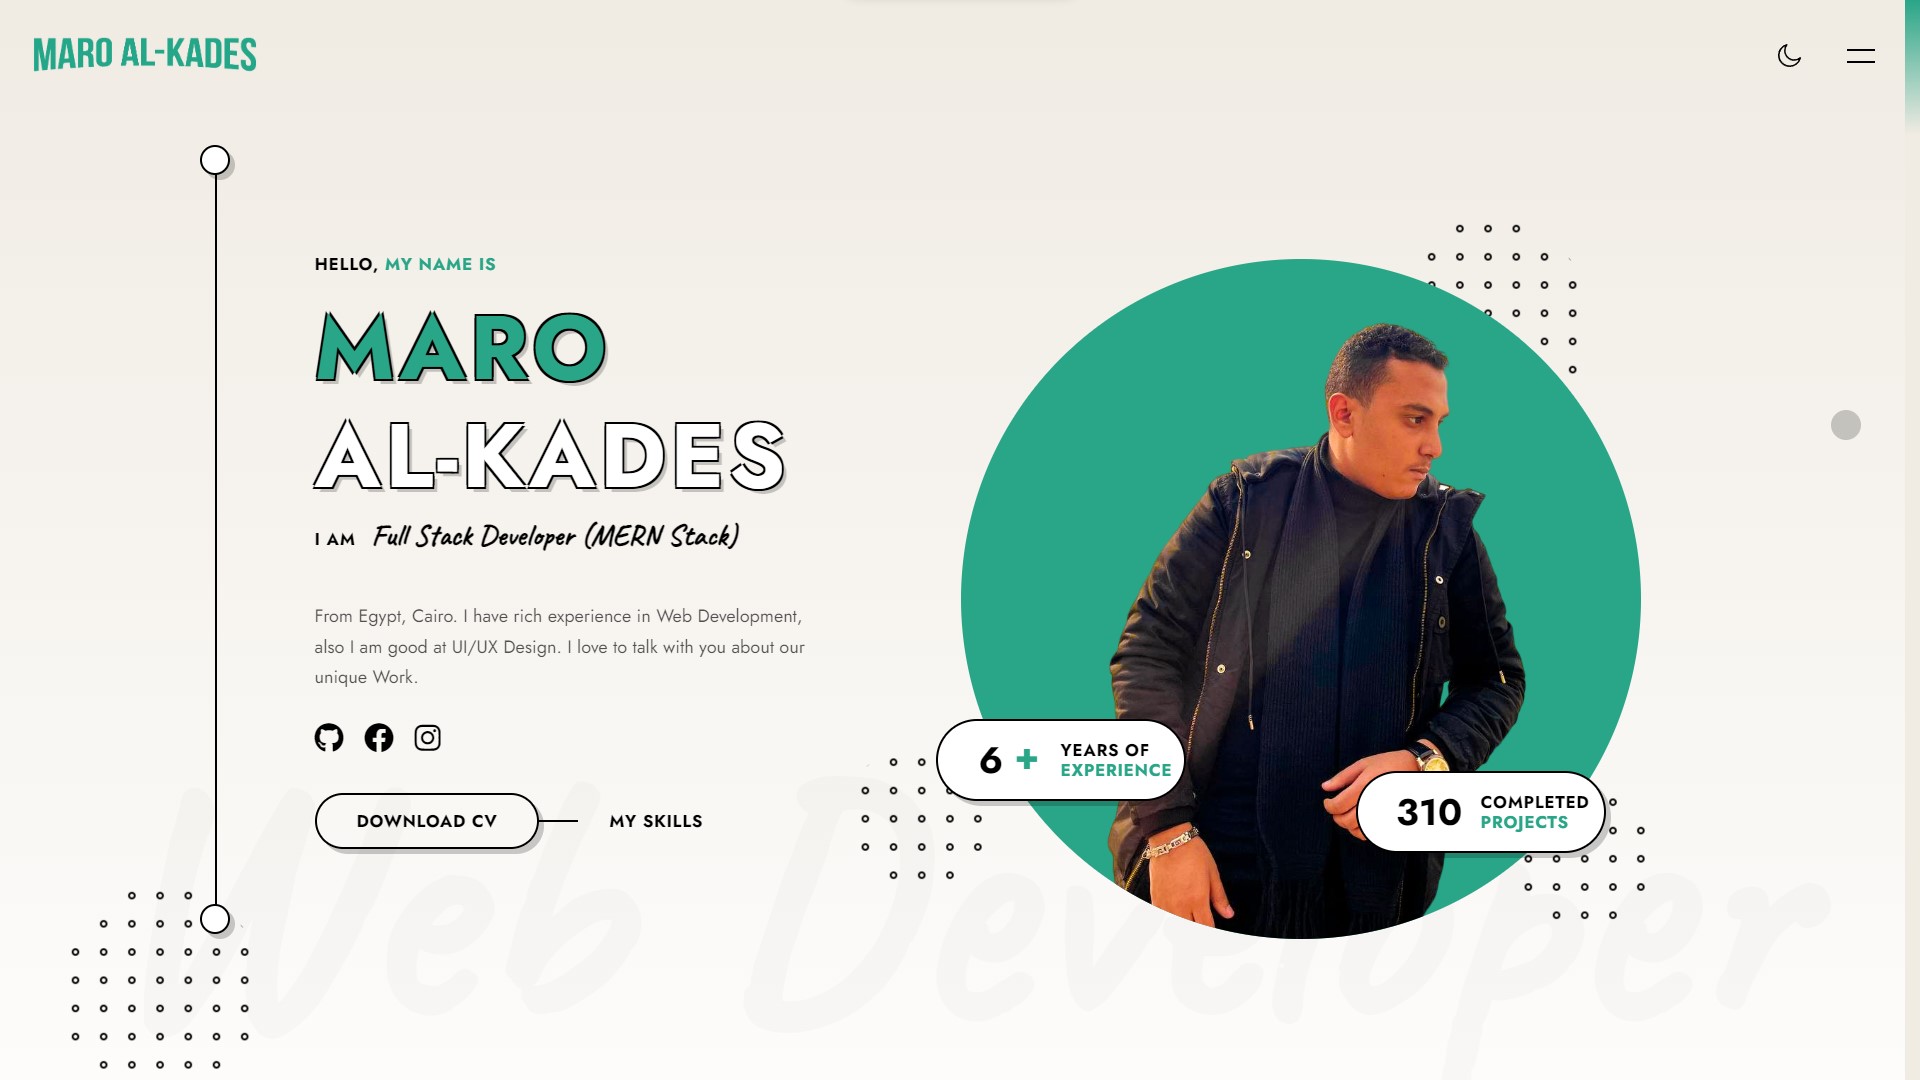 MARO AL-KADES
HELLO, MY NAME IS
MARO
AL-KADES
I AM Full Stack Developer (MERN Stack)
From Egypt, Cairo. I have rich experience in Web Development,
also I am good at UI/UX Design. I love to talk with you about our
unique Work.
DOWNLOAD CV
MY SKILLS
6 +
YEARS OF
EXPERIENCE
310
COMPLETED
PROJECTS
Web Developer